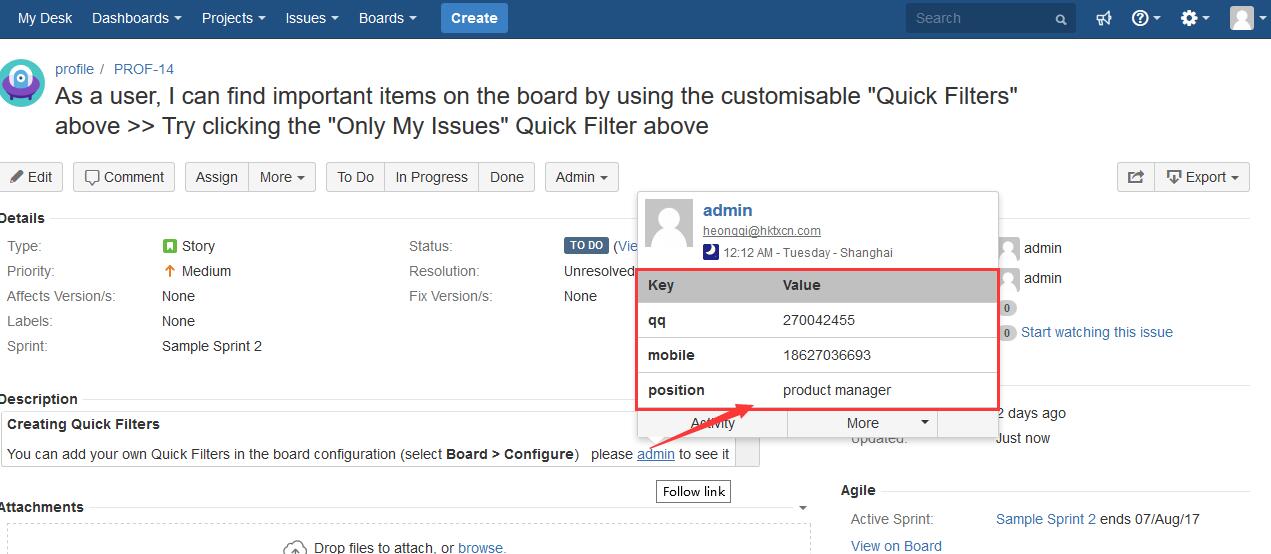 My Desk Dashboards Projects Issues Boards Create Search
profile / PROF-14
As a user, I can find important items on the board by using the customisable "Quick Filters"
above >> Try clicking the "Only My Issues" Quick Filter above
Edit Comment Assign More To Do In Progress Done Admin Export
admin
heongqi@hktxcn.com
12:12 AM - Tuesday - Shanghai
Key Value
qq 270042455
mobile 18627036693
position product manager
Activity More
Details
Type: Story Status: TO DO (Vie
Priority: Medium Resolution: Unresolved
Affects Version/s: None Fix Version/s: None
Labels: None
Sprint: Sample Sprint 2
admin
admin
0
0 Start watching this issue
2 days ago
Updated: Just now
Description
Creating Quick Filters
You can add your own Quick Filters in the board configuration (select Board > Configure) please admin to see it
Follow link
Attachments
Drop files to attach, or browse.
Agile
Active Sprint: Sample Sprint 2 ends 07/Aug/17
View on Board